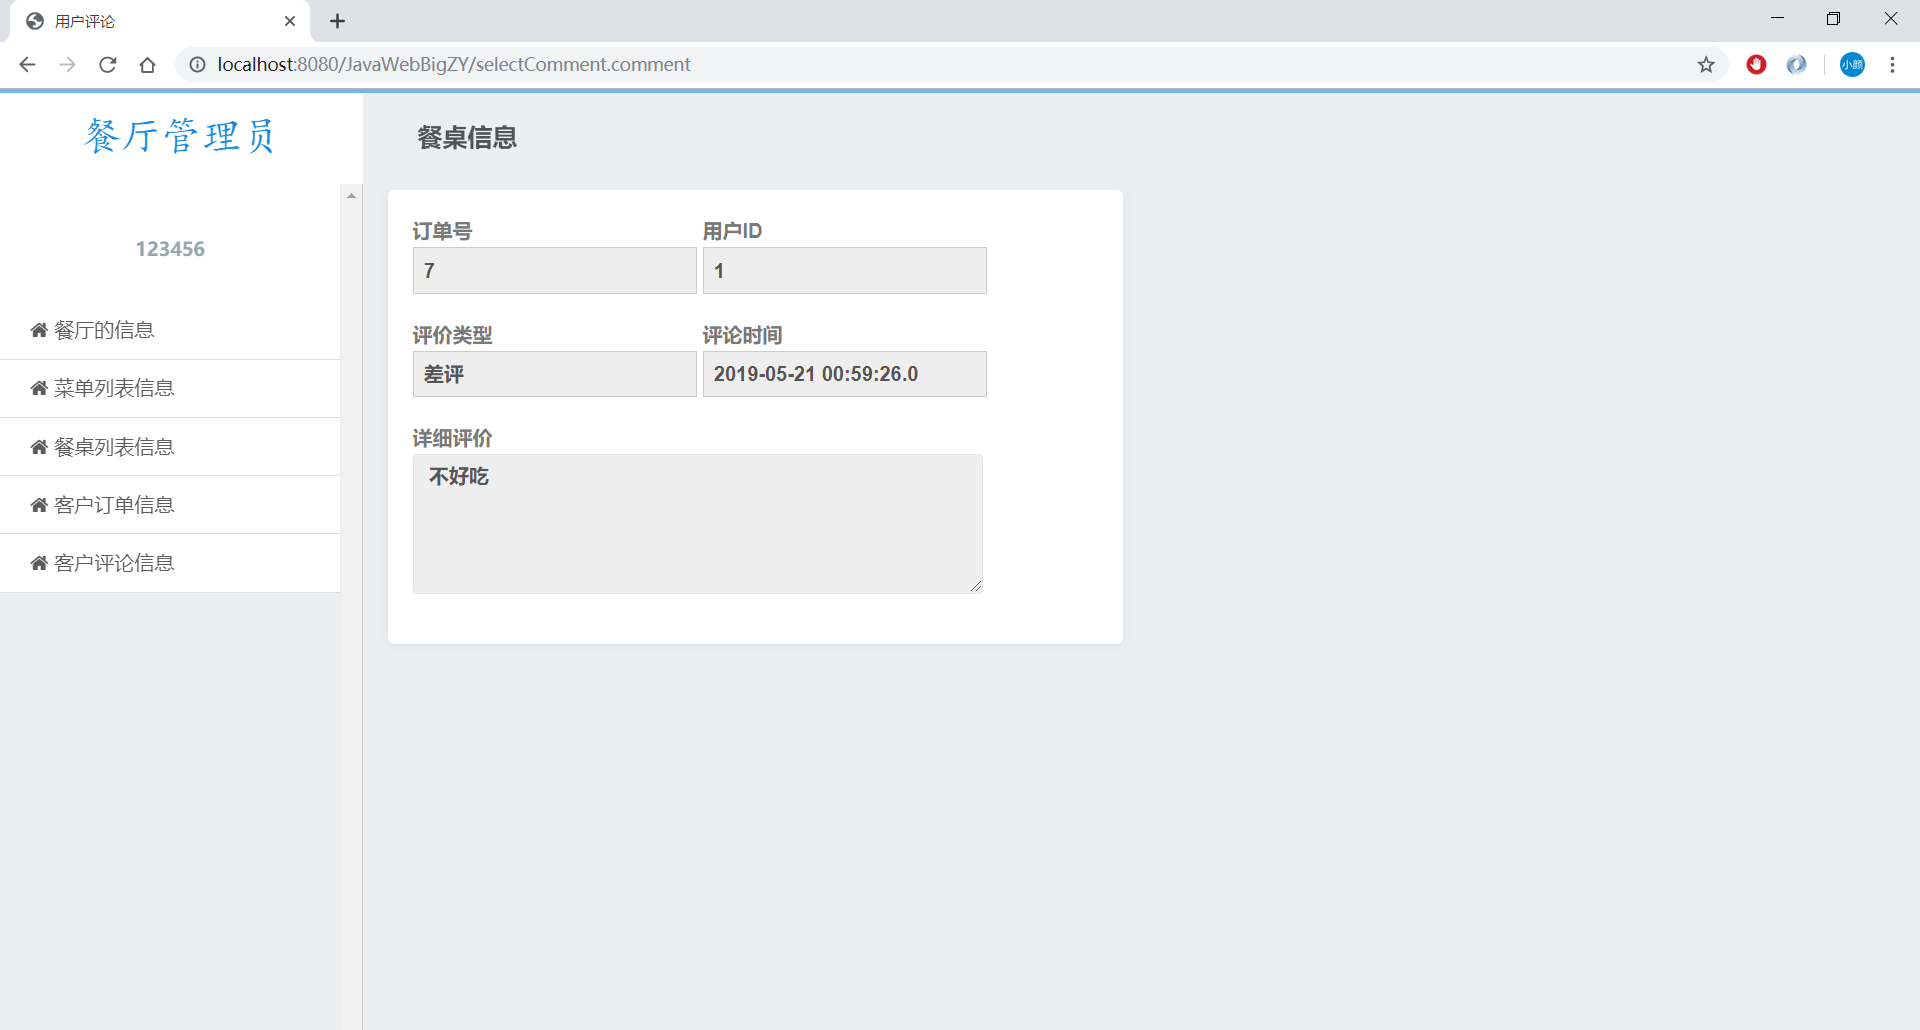 用户评论
localhost:8080/JavaWebBigZY/selectComment.comment
小颜
餐厅管理员
123456
餐厅的信息
菜单列表信息
餐桌列表信息
客户订单信息
客户评论信息
餐桌信息
订单号 用户ID
7 1
评价类型 评论时间
差评 2019-05-21 00:59:26.0
详细评价
不好吃